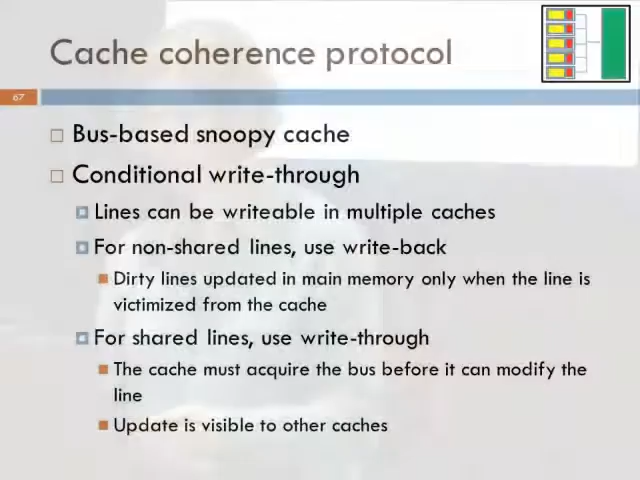 Cache coherence protocol
67
Bus-based snoopy cache
Conditional write-through
Lines can be writeable in multiple caches
For non-shared lines, use write-back
Dirty lines updated in main memory only when the line is
victimized from the cache
For shared lines, use write-through
The cache must acquire the bus before it can modify the
line
Update is visible to other caches